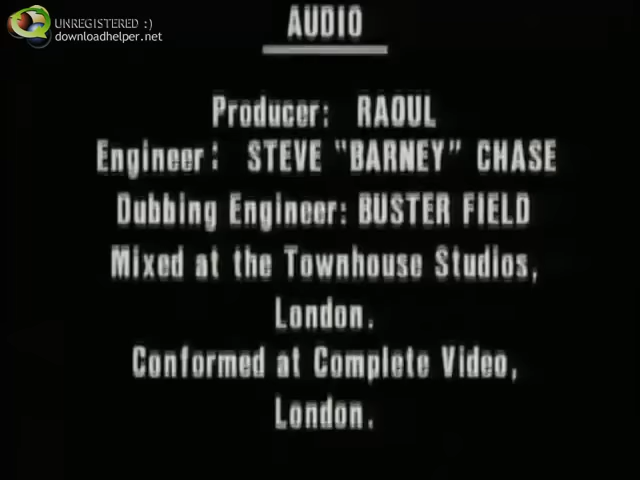 UNREGISTERED :)
downloadhelper.net
AUDIO
Producer: RAOUL
Engineer: STEVE "BARNEY" CHASE
Dubbing Engineer: BUSTER FIELD
Mixed at the Townhouse Studios,
London.
Conformed at Complete Video,
London.